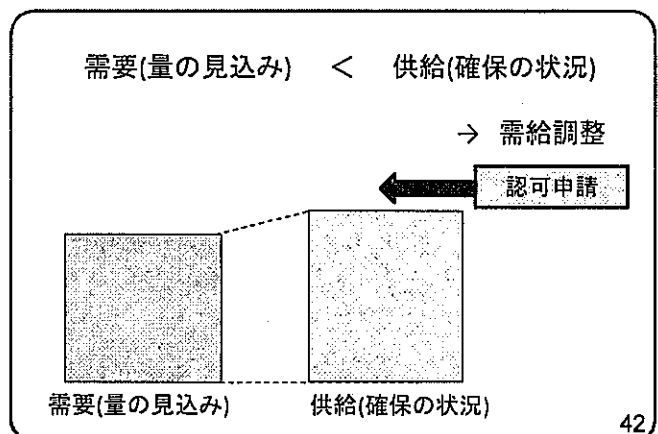 需要(量の見込み) < 供給(確保の状況)
→ 需給調整
認可申請
需要(量の見込み) 供給(確保の状況)
42